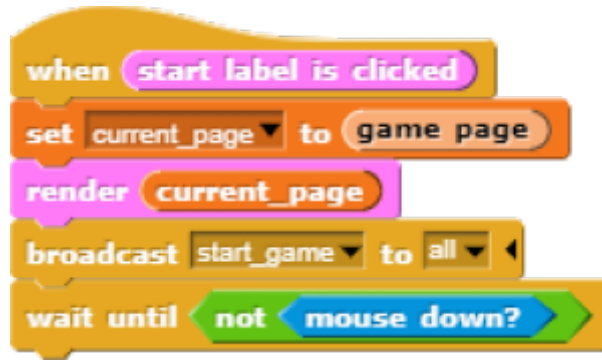 when start label is clicked
set current_page to game page
render current_page
broadcast start_game to all
wait until not mouse down?